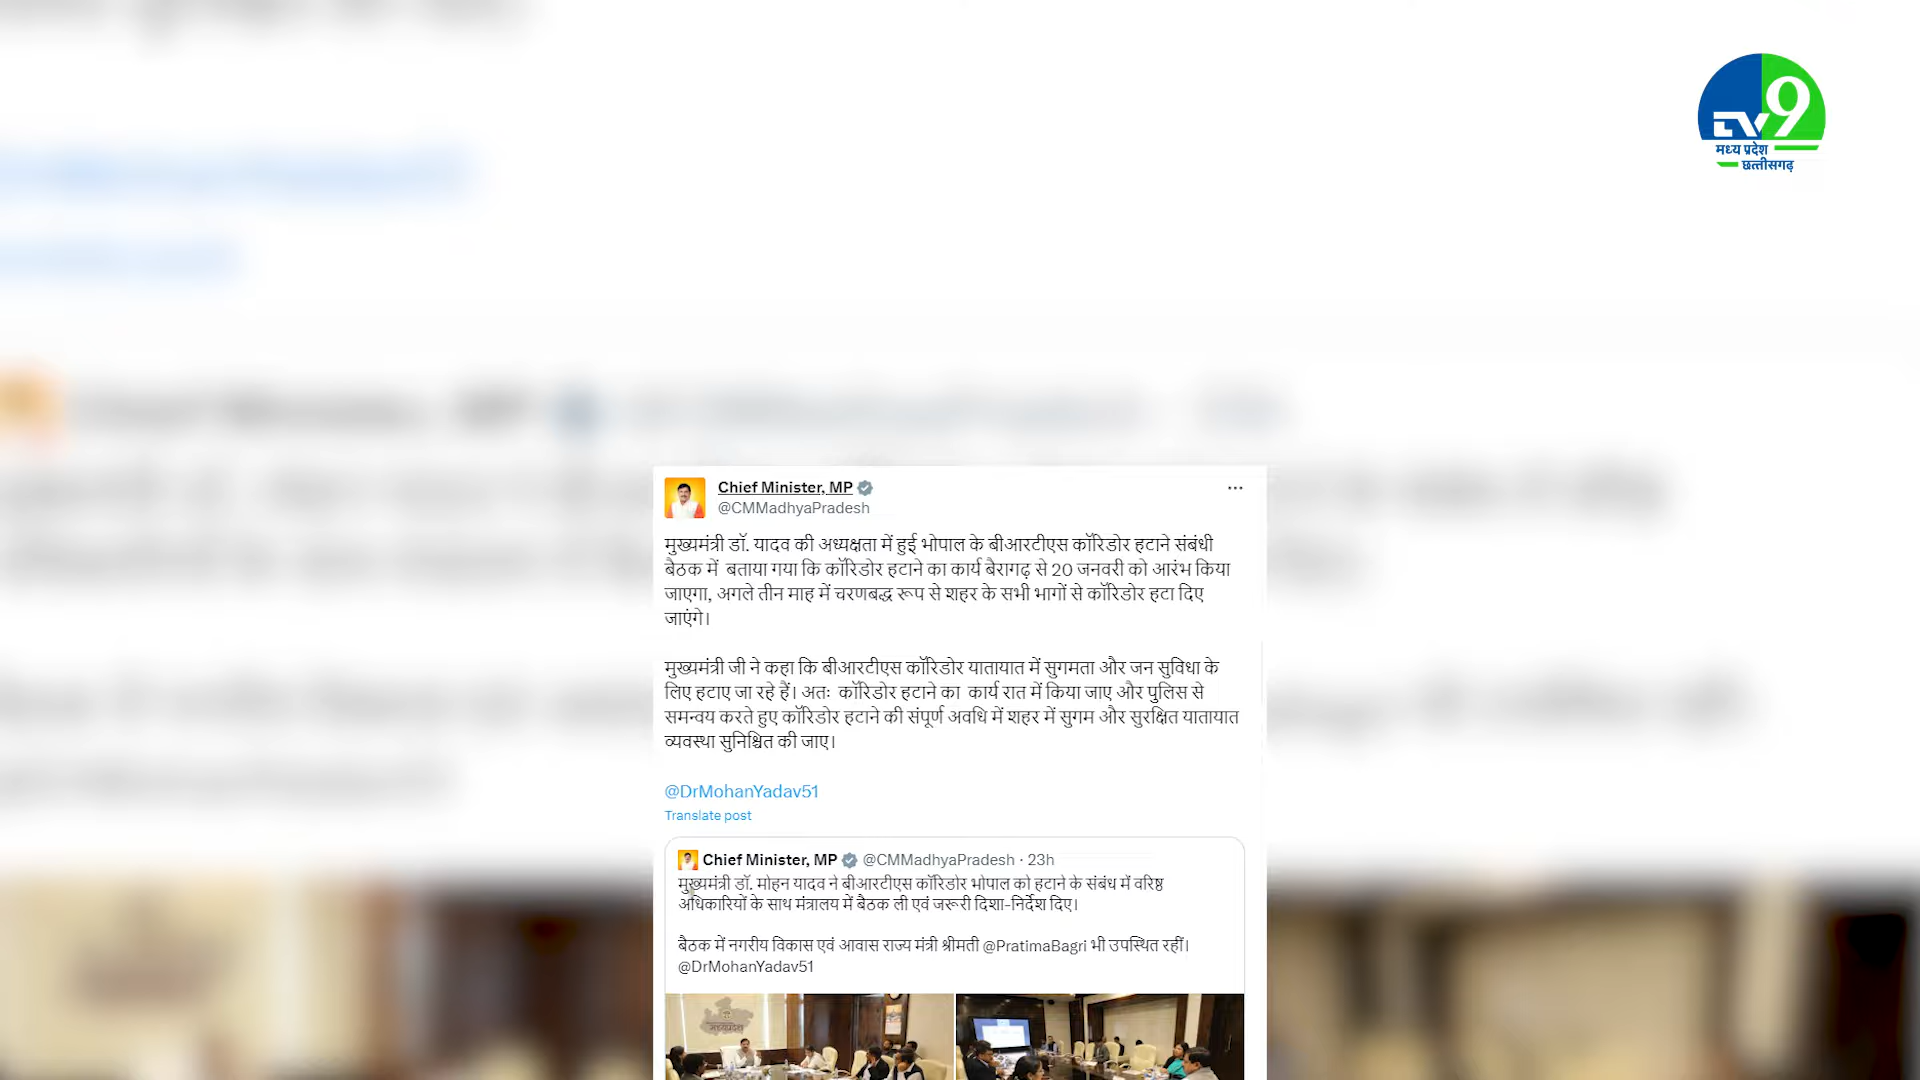 TV9
मध्य प्रदेश
छत्तीसगढ़
Chief Minister, MP
@CMMadhyaPradesh
मुख्यमंत्री डॉ. यादव की अध्यक्षता में हुई भोपाल के बीआरटीएस कॉरिडोर हटाने संबंधी
बैठक में बताया गया कि कॉरिडोर हटाने का कार्य बैरागढ़ से 20 जनवरी को आरंभ किया
जाएगा, अगले तीन माह में चरणबद्ध रूप से शहर के सभी भागों से कॉरिडोर हटा दिए
जाएंगे।
मुख्यमंत्री जी ने कहा कि बीआरटीएस कॉरिडोर यातायात में सुगमता और जन सुविधा के
लिए हटाए जा रहे हैं। अतः कॉरिडोर हटाने का कार्य रात में किया जाए और पुलिस से
समन्वय करते हुए कॉरिडोर हटाने की संपूर्ण अवधि में शहर में सुगम और सुरक्षित यातायात
व्यवस्था सुनिश्चित की जाए।
@DrMohanYadav51
Translate post
Chief Minister, MP @CMMadhyaPradesh · 23h
मुख्यमंत्री डॉ. मोहन यादव ने बीआरटीएस कॉरिडोर भोपाल को हटाने के संबंध में वरिष्ठ
अधिकारियों के साथ मंत्रालय में बैठक ली एवं जरूरी दिशा-निर्देश दिए।
बैठक में नगरीय विकास एवं आवास राज्य मंत्री श्रीमती @PratimaBagri भी उपस्थित रहीं।
@DrMohanYadav51
मध्यप्रदेश